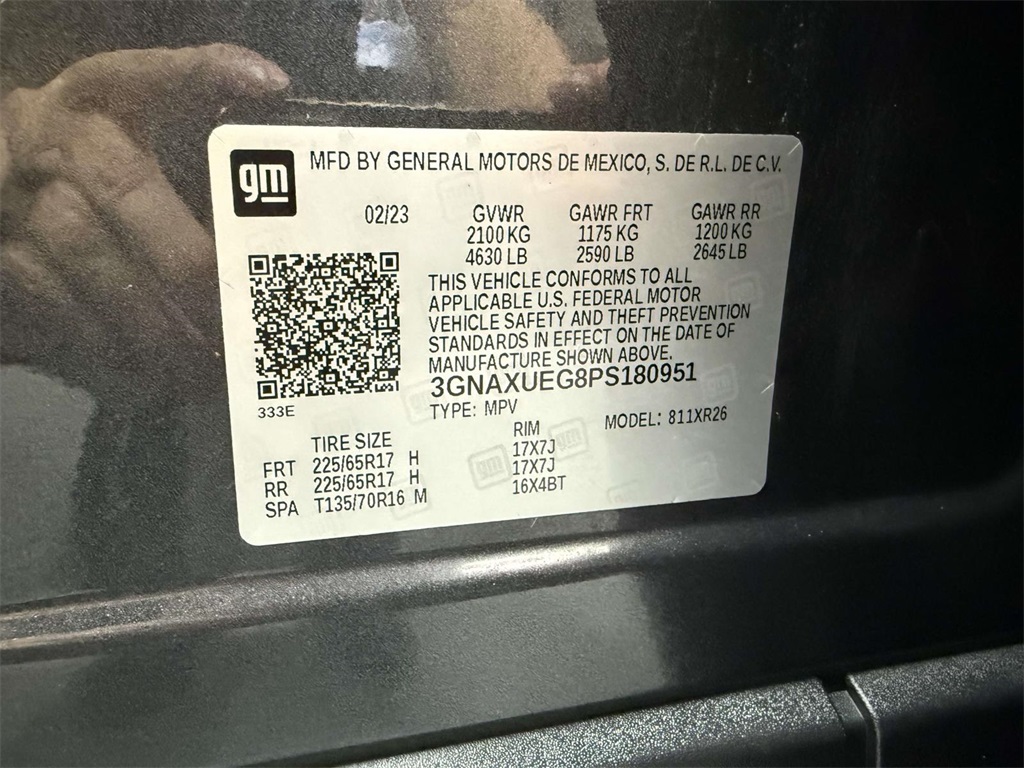 gm MFD BY GENERAL MOTORS DE MEXICO, S. DE R.L. DE C.V.
02/23 GVWR GAWR FRT GAWR RR
2100 KG 1175 KG 1200 KG
4630 LB 2590 LB 2645 LB
THIS VEHICLE CONFORMS TO ALL
APPLICABLE U.S. FEDERAL MOTOR
VEHICLE SAFETY AND THEFT PREVENTION
STANDARDS IN EFFECT ON THE DATE OF
MANUFACTURE SHOWN ABOVE.
3GNAXUEG8PS180951
333E
TYPE: MPV MODEL: 811XR26
TIRE SIZE RIM
FRT 225/65R17 H 17X7J
RR 225/65R17 H 17X7J
SPA T135/70R16 M 16X4BT